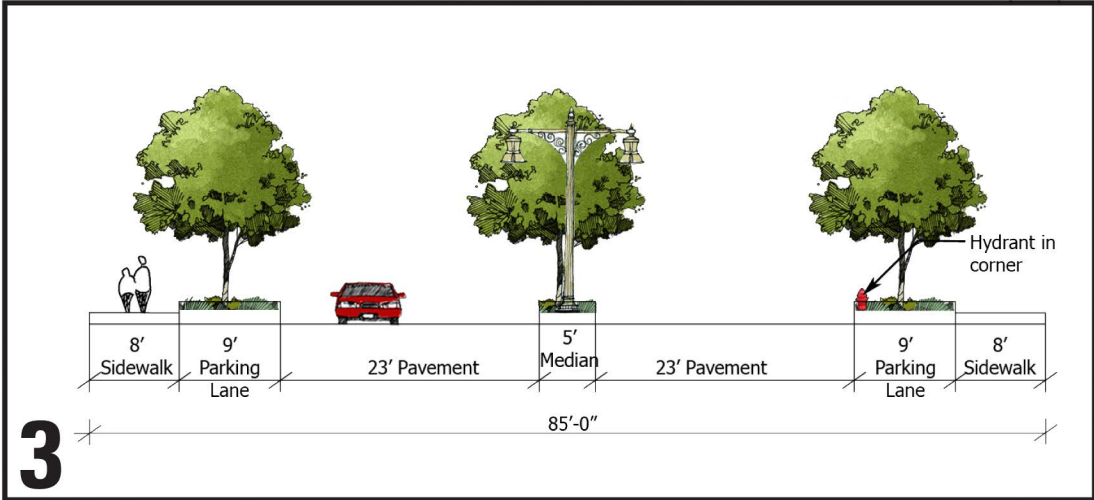 Hydrant in
corner
8′
Sidewalk
9′
Parking
Lane
23′ Pavement
5′
Median
23′ Pavement
9′
Parking
Lane
8′
Sidewalk
85′-0″
3